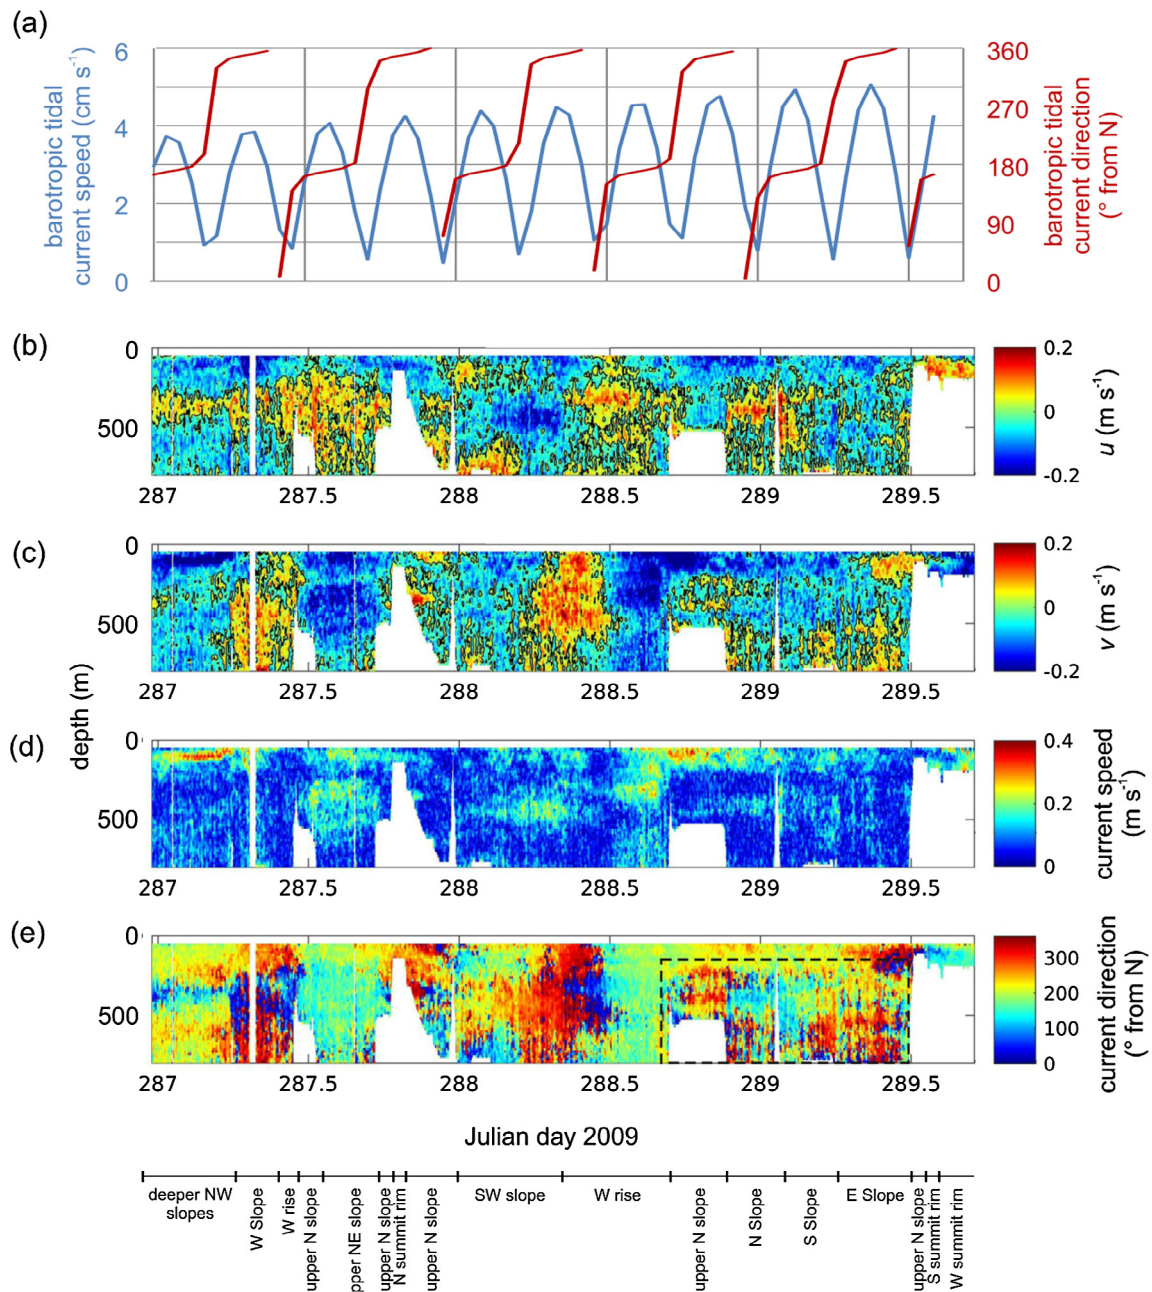 (a)
barotropic tidal
current speed (cm s⁻¹)
6
4
2
0
360
270
180
90
0
barotropic tidal
current direction
(° from N)
(b)
0
500
287
287.5
288
288.5
289
289.5
0.2
0
-0.2
u (m s⁻¹)
(c)
0
500
287
287.5
288
288.5
289
289.5
0.2
0
-0.2
v (m s⁻¹)
depth (m)
(d)
0
500
287
287.5
288
288.5
289
289.5
0.4
0.2
0
current speed
(m s⁻¹)
(e)
0
500
287
287.5
288
288.5
289
289.5
300
200
100
0
current direction
(° from N)
Julian day 2009
deeper NW
slopes
W Slope
W rise
upper N slope
pper NE slope
upper N slope
N summit rim
upper N slope
SW slope
W rise
upper N slope
N Slope
S Slope
E Slope
upper N slope
S summit rim
W summit rim